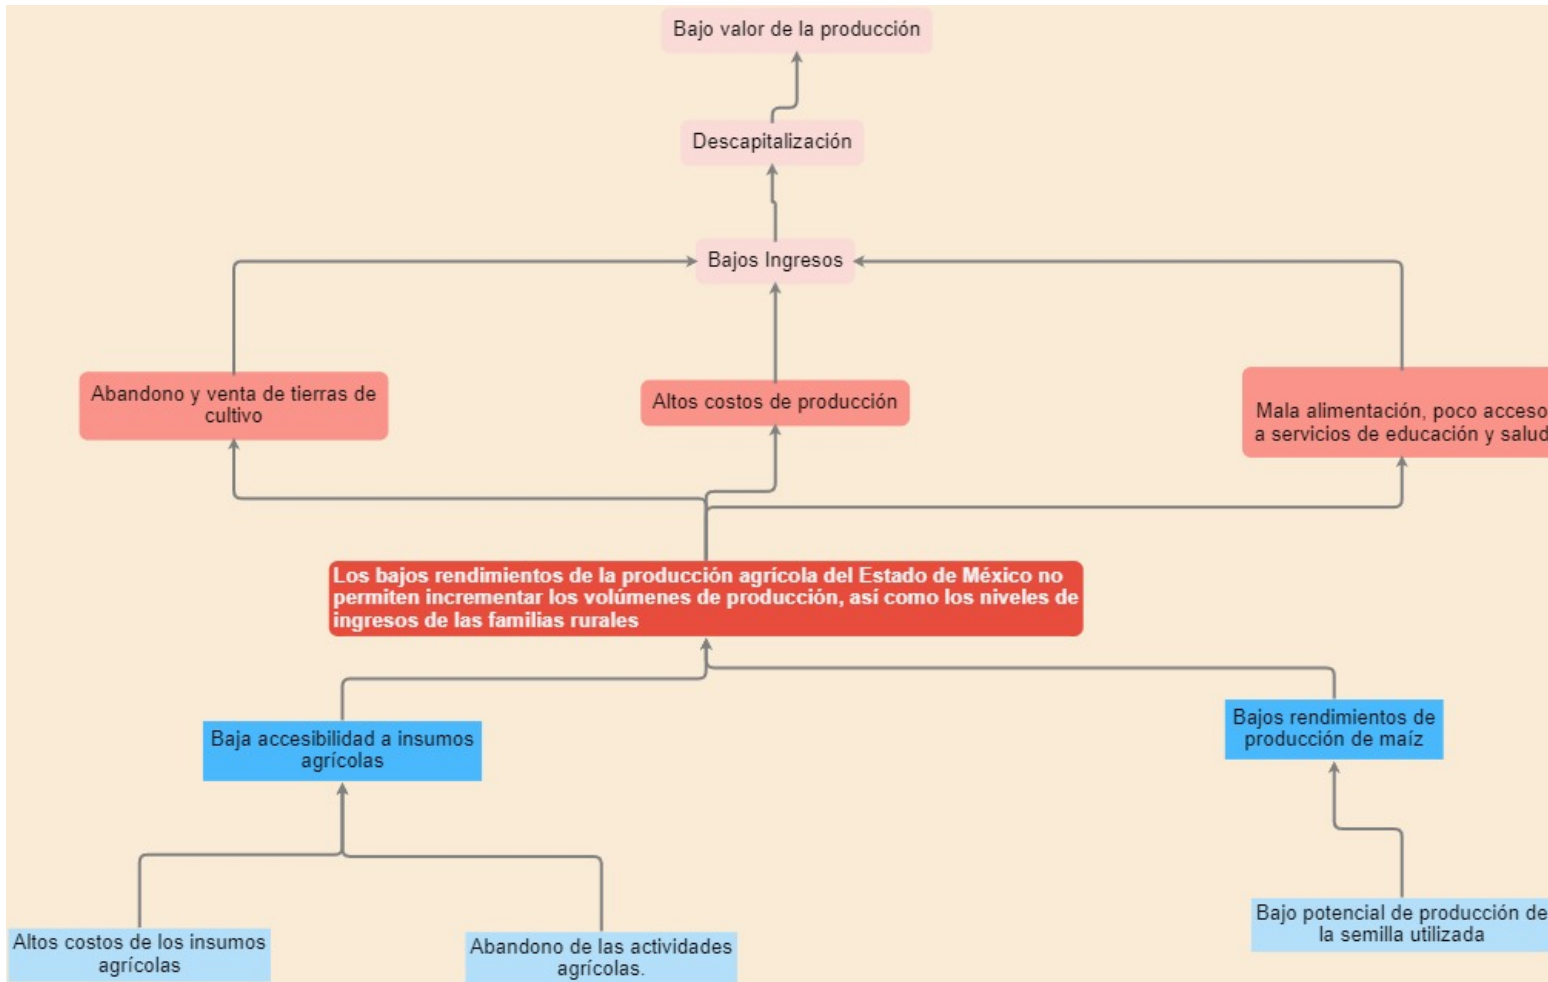 Bajo valor de la producción
Descapitalización
Bajos Ingresos
Abandono y venta de tierras de
cultivo
Altos costos de producción
Mala alimentación, poco acceso
a servicios de educación y salud
Los bajos rendimientos de la producción agrícola del Estado de México no
permiten incrementar los volúmenes de producción, así como los niveles de
ingresos de las familias rurales
Baja accesibilidad a insumos
agrícolas
Bajos rendimientos de
producción de maíz
Altos costos de los insumos
agrícolas
Abandono de las actividades
agrícolas.
Bajo potencial de producción de
la semilla utilizada